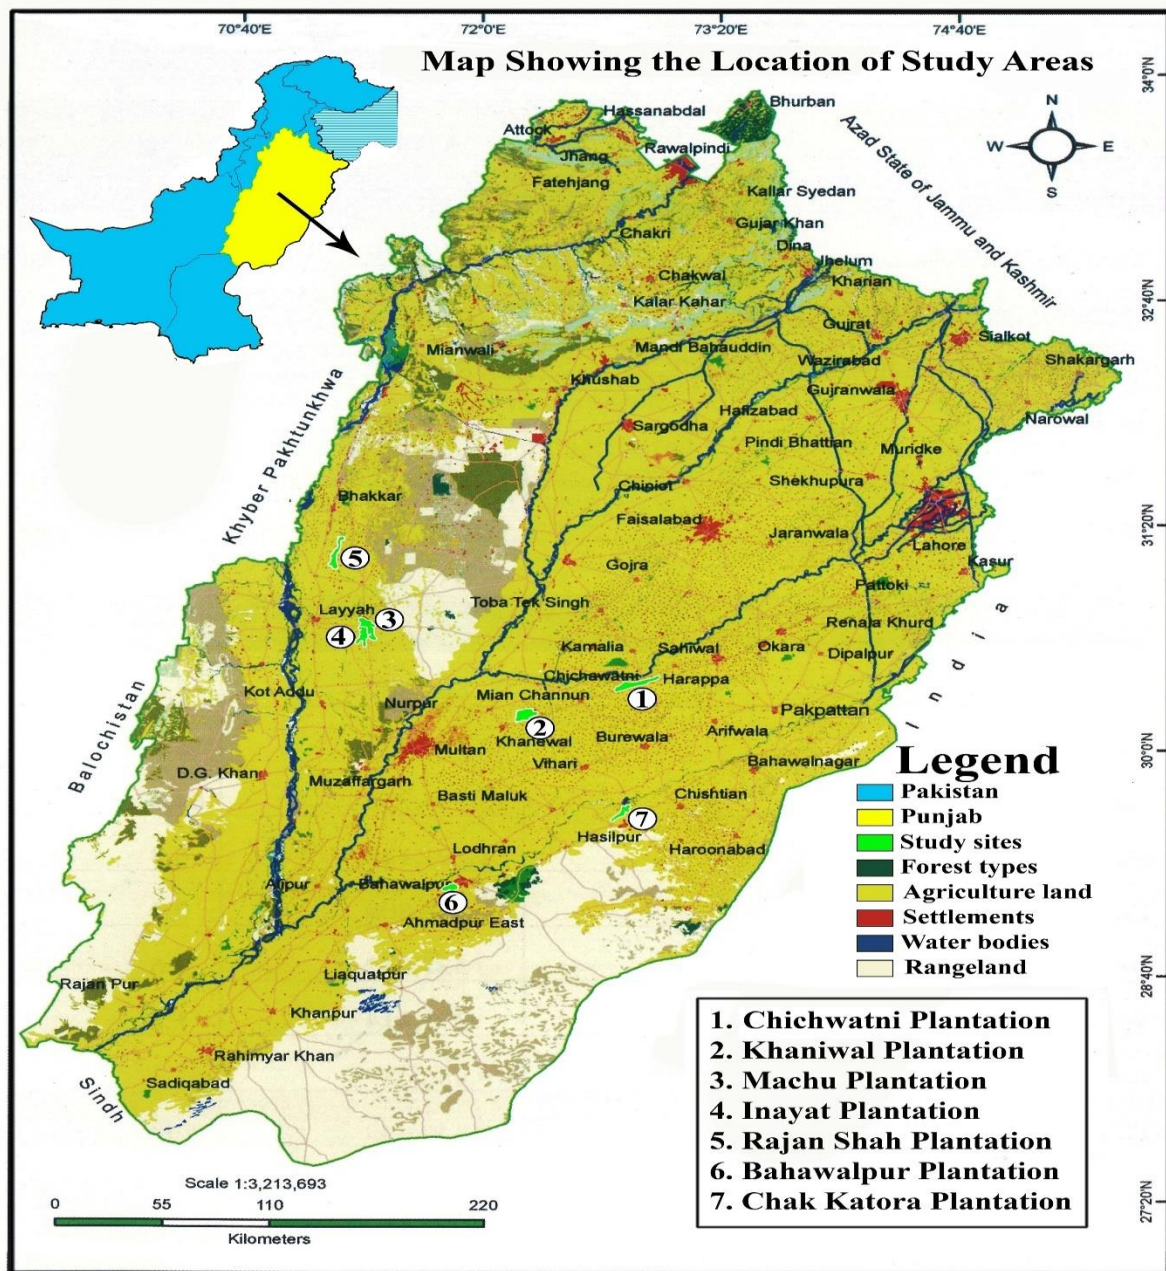 70°40'E 72°0'E 73°20'E 74°40'E
Map Showing the Location of Study Areas
34°0'N
Bhurban
Hassanabdal
Attock
N
W E
S
Azad State of Jammu and Kashmir
Rawalpindi
Jhang
Fatehjang
Kallar Syedan
Gujar Khan
Chakri
Dina
Jhelum
Chakwal
Kharian
Kalar Kahar
32°40'N
Gujrat
Sialkot
Mianwali
Mandi Bahauddin
Wazirabad
Shakargarh
Khushab
Gujranwala
Khyber Pakhtunkhwa
Hafizabad
Narowal
Sargodha
Pindi Bhattian
Muridke
Shekhupura
Chiniot
Bhakkar
Faisalabad
31°20'N
Jaranwala
Lahore
5
Gojra
Kasur
Pattoki
Toba Tek Singh
Layyah
3
Renala Khurd
4
India
Kamalia
Sahiwal
Okara
Dipalpur
Chichawatni
Harappa
Kot Addu
Mian Channun
1
Nurpur
Pakpattan
2
Balochistan
Khanewal
Burewala
Arifwala
Multan
30°0'N
Vihari
Bahawalnagar
D.G. Khan
Muzaffargarh
Basti Maluk
Chishtian
7
Hasilpur
Lodhran
Haroonabad
Alipur
Bahawalpur
6
Ahmadpur East
Liaquatpur
Rajan Pur
Khanpur
Rahimyar Khan
Sadiqabad
Sindh
Legend
Pakistan
Punjab
Study sites
Forest types
Agriculture land
Settlements
Water bodies
Rangeland
28°40'N
1. Chichwatni Plantation
2. Khaniwal Plantation
3. Machu Plantation
4. Inayat Plantation
5. Rajan Shah Plantation
6. Bahawalpur Plantation
7. Chak Katora Plantation
27°20'N
Scale 1:3,213,693
0 55 110 220
Kilometers